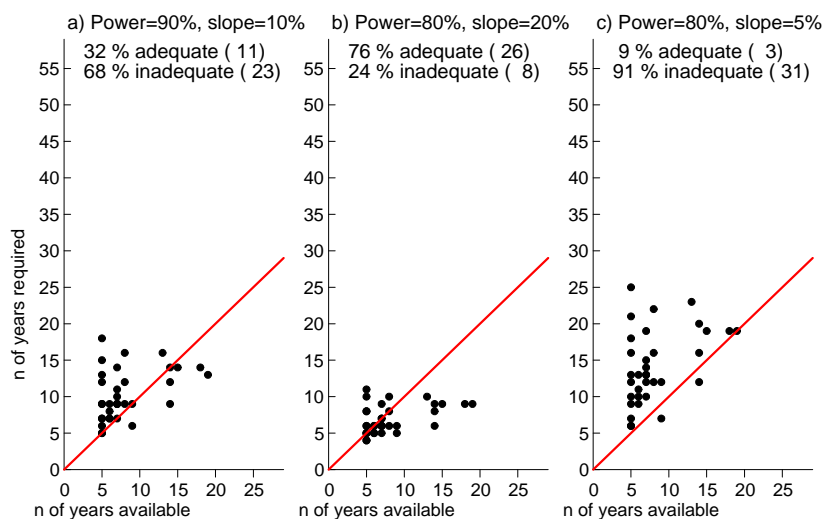 a) Power=90%, slope=10%
32 % adequate ( 11)
68 % inadequate ( 23)
n of years required
55
50
45
40
35
30
25
20
15
10
5
0
0 5 10 15 20 25
n of years available
b) Power=80%, slope=20%
76 % adequate ( 26)
24 % inadequate ( 8)
55
50
45
40
35
30
25
20
15
10
5
0
0 5 10 15 20 25
n of years available
c) Power=80%, slope=5%
9 % adequate ( 3)
91 % inadequate ( 31)
55
50
45
40
35
30
25
20
15
10
5
0
0 5 10 15 20 25
n of years available